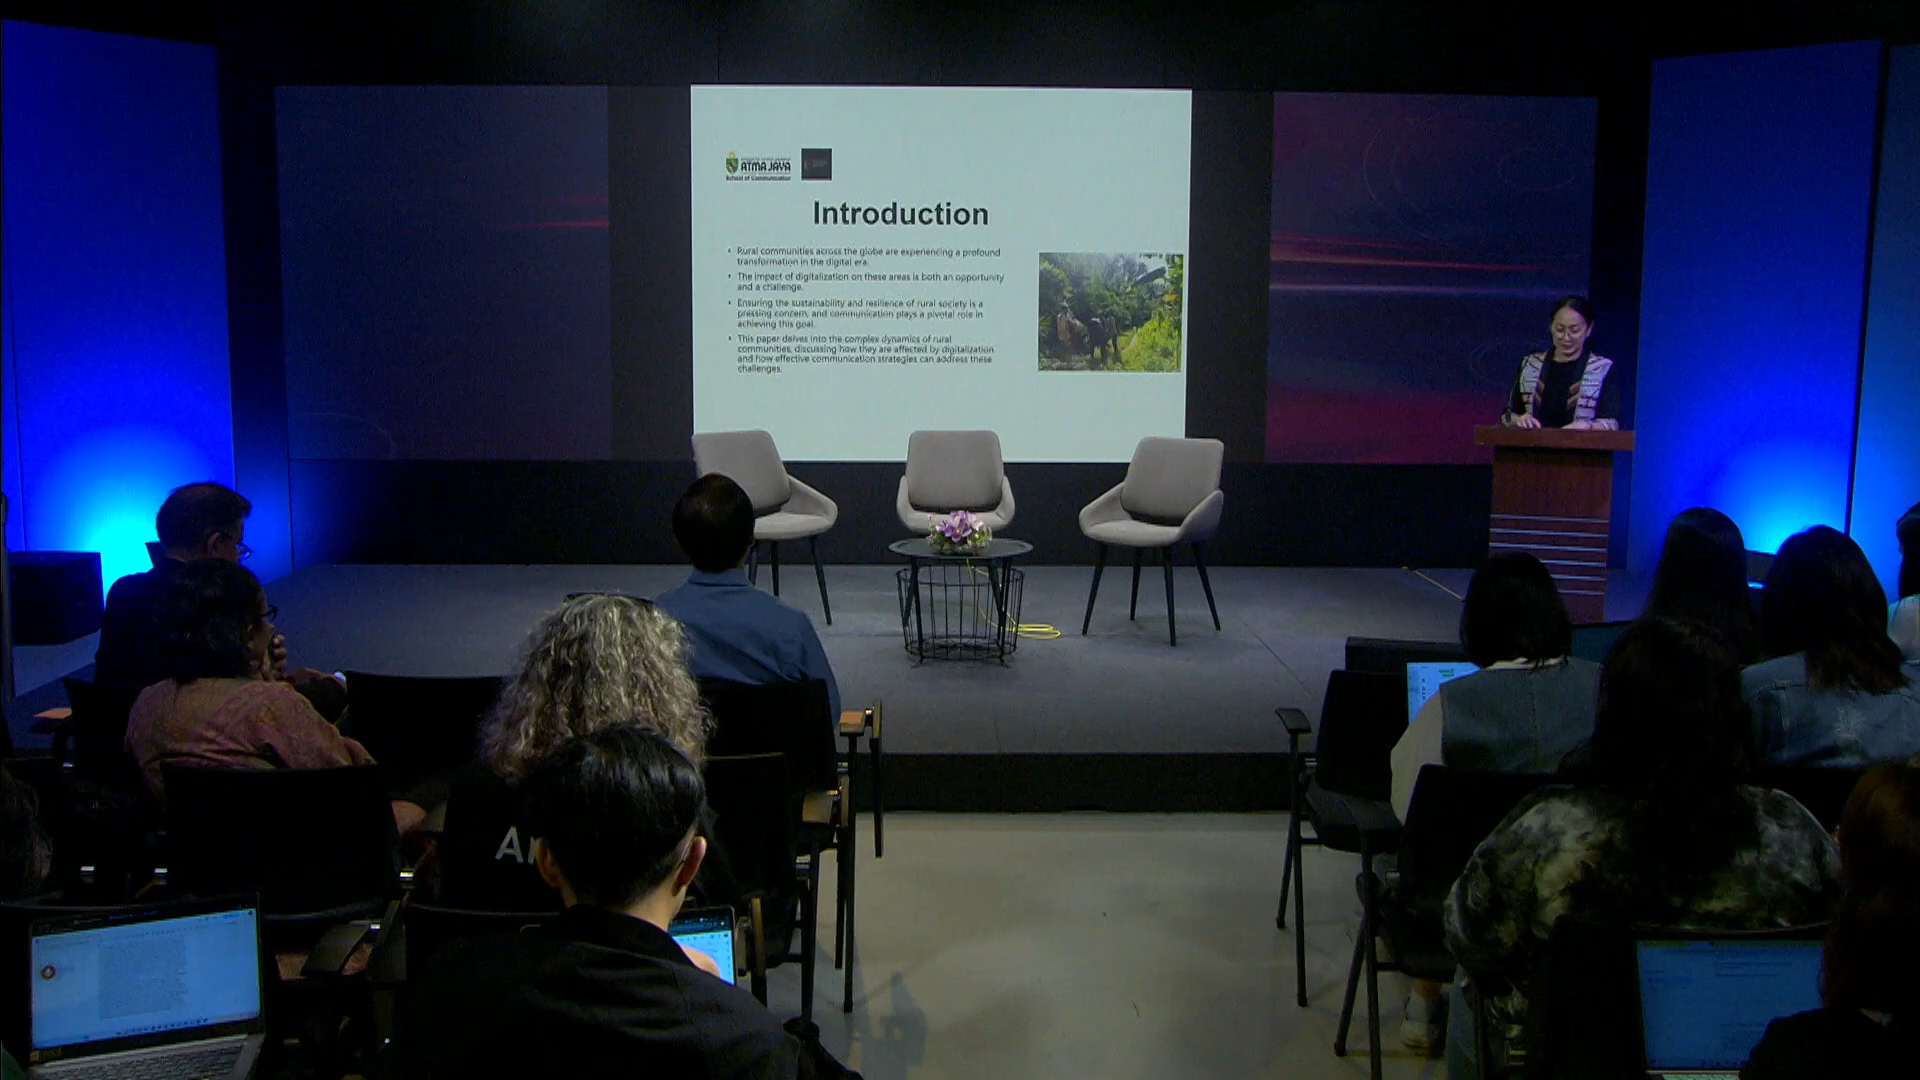 ATMA JAYA
School of Communication
Introduction
• Rural communities across the globe are experiencing a profound
transformation in the digital era.
• The impact of digitalization on these areas is both an opportunity
and a challenge.
• Ensuring the sustainability and resilience of rural society is a
pressing concern, and communication plays a pivotal role in
achieving this goal.
• This paper delves into the complex dynamics of rural
communities, discussing how they are affected by digitalization
and how effective communication strategies can address these
challenges.